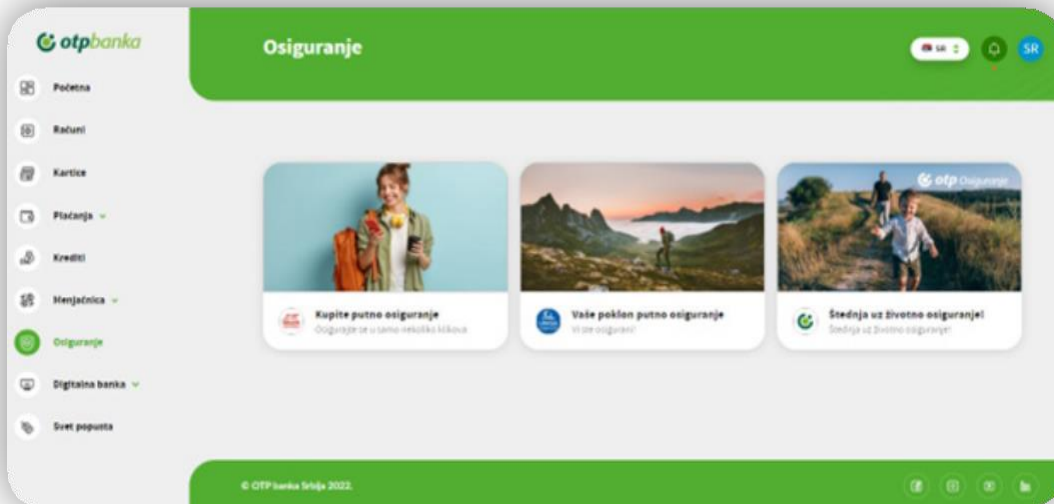 otpbanka
Osiguranje
SR
SR
Početna
Računi
Kartice
Plaćanja
Krediti
Menjačnica
Osiguranje
Digitalna banka
Svet popusta
Kupite putno osiguranje
Osigurajte se u samo nekoliko klikova
Vaše poklon putno osiguranje
Vi ste osigurani!
otp Osiguranje
Štednja uz životno osiguranje!
Štednja uz životno osiguranje!
© OTP banka Srbija 2022.